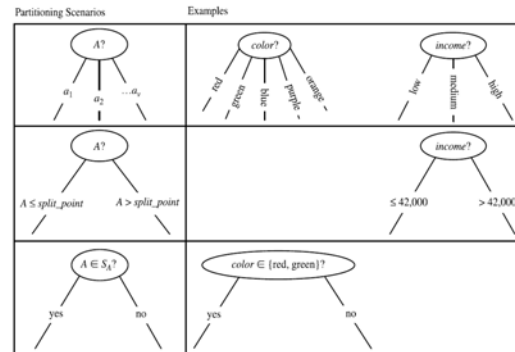 Partitioning Scenarios Examples
A? color? income?
a1 a2 ...av red green blue purple orange low medium high
A? income?
A ≤ split_point A > split_point ≤ 42,000 > 42,000
A ∈ SA? color ∈ {red, green}?
yes no yes no